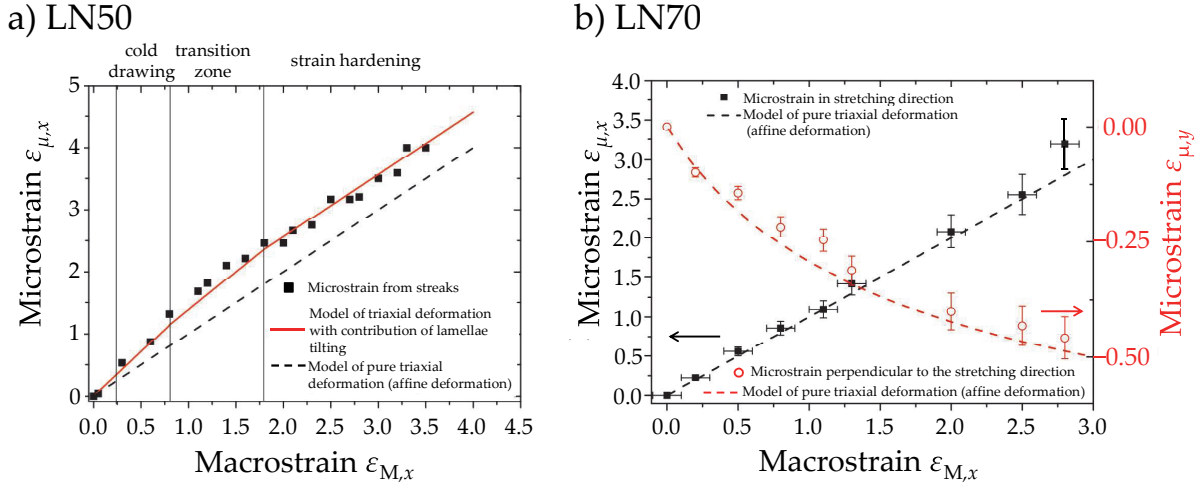 a) LN50
cold
drawing
transition
zone
strain hardening
5
4
3
2
1
0
Microstrain εμ,x
Microstrain from streaks
Model of triaxial deformation
with contribution of lamellae
tilting
Model of pure triaxial
deformation (affine deformation)
0.0 0.5 1.0 1.5 2.0 2.5 3.0 3.5 4.0 4.5
Macrostrain εM,x
b) LN70
4.0
3.5
3.0
2.5
2.0
1.5
1.0
0.5
0.0
Microstrain εμ,x
Microstrain in stretching direction
Model of pure triaxial deformation
(affine deformation)
Microstrain perpendicular to the stretching direction
Model of pure triaxial deformation (affine deformation)
0.00
−0.25
−0.50
Microstrain εμ,y
0.0 0.5 1.0 1.5 2.0 2.5 3.0
Macrostrain εM,x